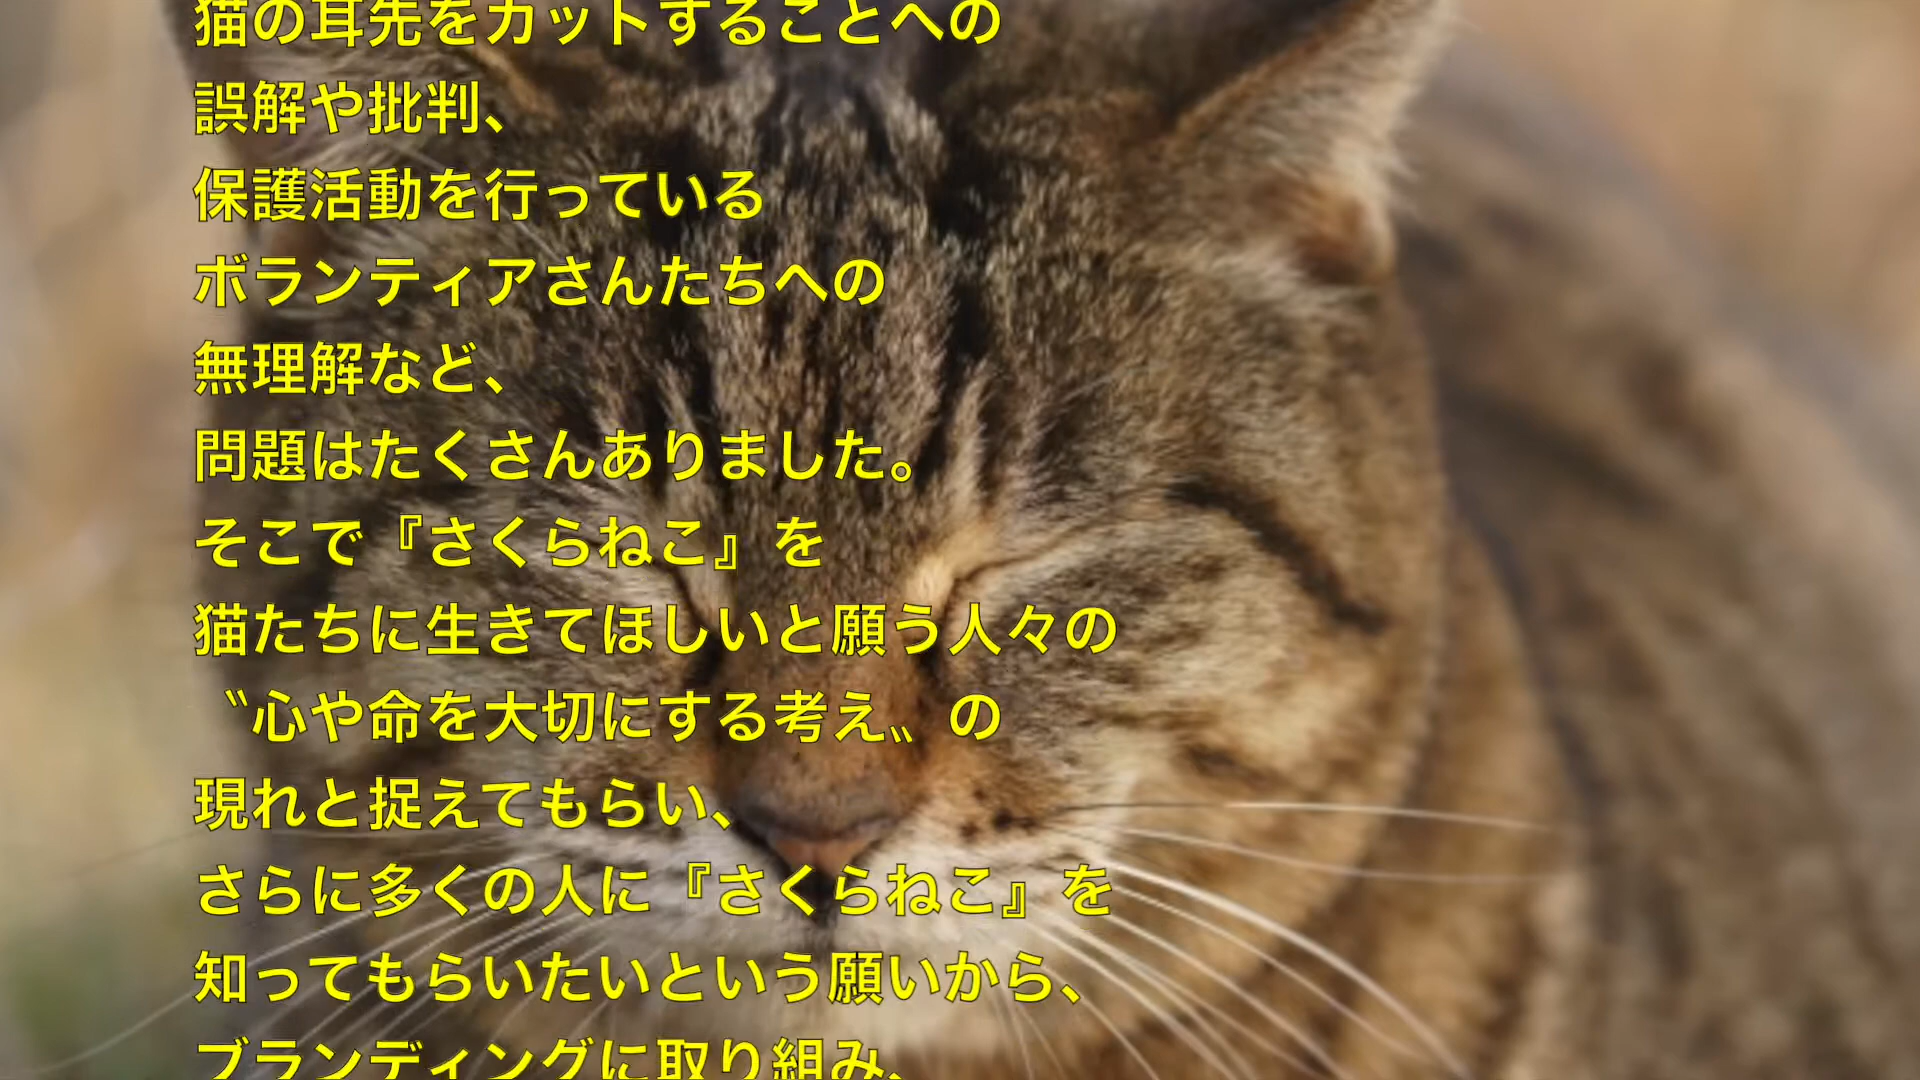 猫の耳先をカットすることへの
誤解や批判、
保護活動を行っている
ボランティアさんたちへの
無理解など、
問題はたくさんありました。
そこで『さくらねこ』を
猫たちに生きてほしいと願う人々の
〝心や命を大切にする考え〟の
現れと捉えてもらい、
さらに多くの人に『さくらねこ』を
知ってもらいたいという願いから、
ブランディングに取り組み、